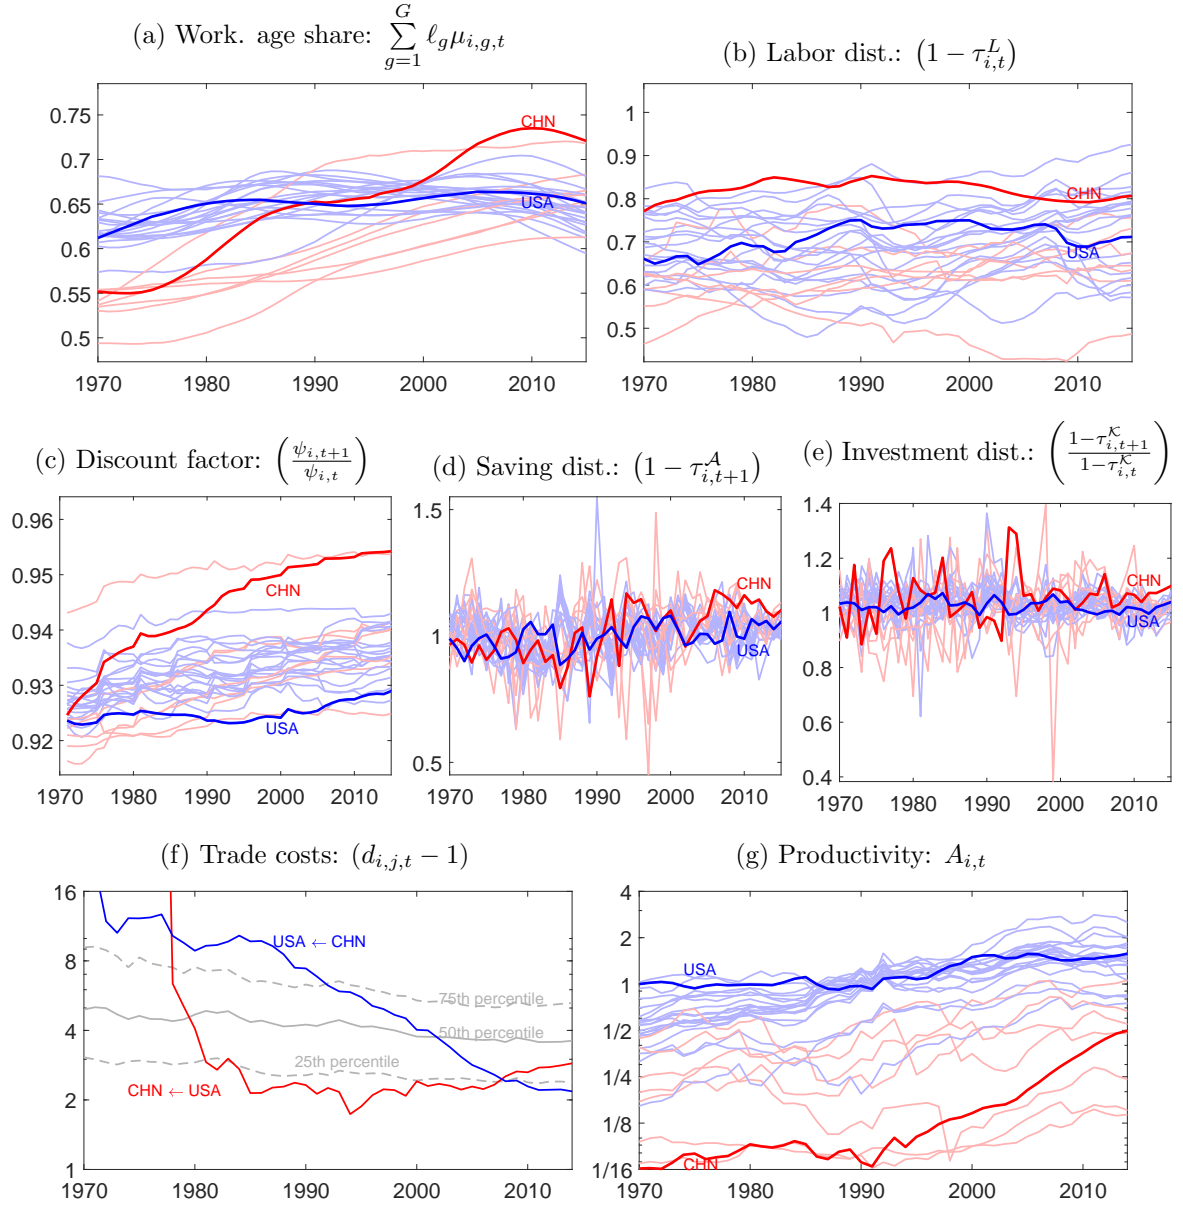 (a) Work. age share: \sum_{g=1}^{G} ℓ_g μ_{i,g,t}
(b) Labor dist.: (1 − τ^L_{i,t})
CHN
USA
0.75
0.7
0.65
0.6
0.55
0.5
1970 1980 1990 2000 2010
CHN
USA
1
0.9
0.8
0.7
0.6
0.5
1970 1980 1990 2000 2010
(c) Discount factor: (ψ_{i,t+1} / ψ_{i,t})
(d) Saving dist.: (1 − τ^𝒜_{i,t+1})
(e) Investment dist.: (1−τ^𝒦_{i,t+1} / 1−τ^𝒦_{i,t})
0.96
0.95
0.94
0.93
0.92
CHN
USA
1970 1980 1990 2000 2010
1.5
1
0.5
CHN
USA
1970 1980 1990 2000 2010
1.4
1.2
1
0.8
0.6
0.4
CHN
USA
1970 1980 1990 2000 2010
(f) Trade costs: (d_{i,j,t} − 1)
(g) Productivity: A_{i,t}
16
8
4
2
1
USA ← CHN
75th percentile
50th percentile
25th percentile
CHN ← USA
1970 1980 1990 2000 2010
4
2
1
1/2
1/4
1/8
1/16
USA
CHN
1970 1980 1990 2000 2010